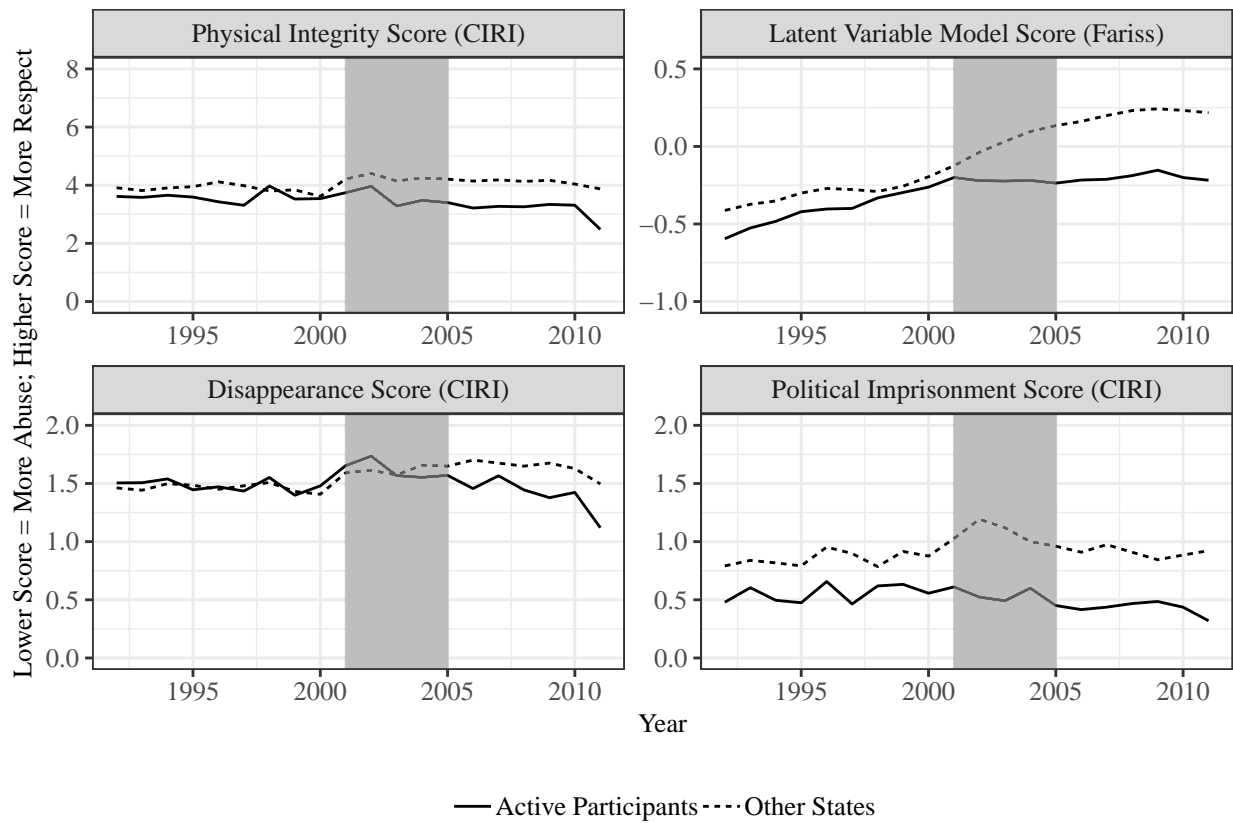 Lower Score = More Abuse; Higher Score = More Respect
Physical Integrity Score (CIRI)
8
6
4
2
0
1995 2000 2005 2010
Latent Variable Model Score (Fariss)
0.5
0.0
−0.5
−1.0
1995 2000 2005 2010
Disappearance Score (CIRI)
2.0
1.5
1.0
0.5
0.0
1995 2000 2005 2010
Political Imprisonment Score (CIRI)
2.0
1.5
1.0
0.5
0.0
1995 2000 2005 2010
Year
Active Participants Other States